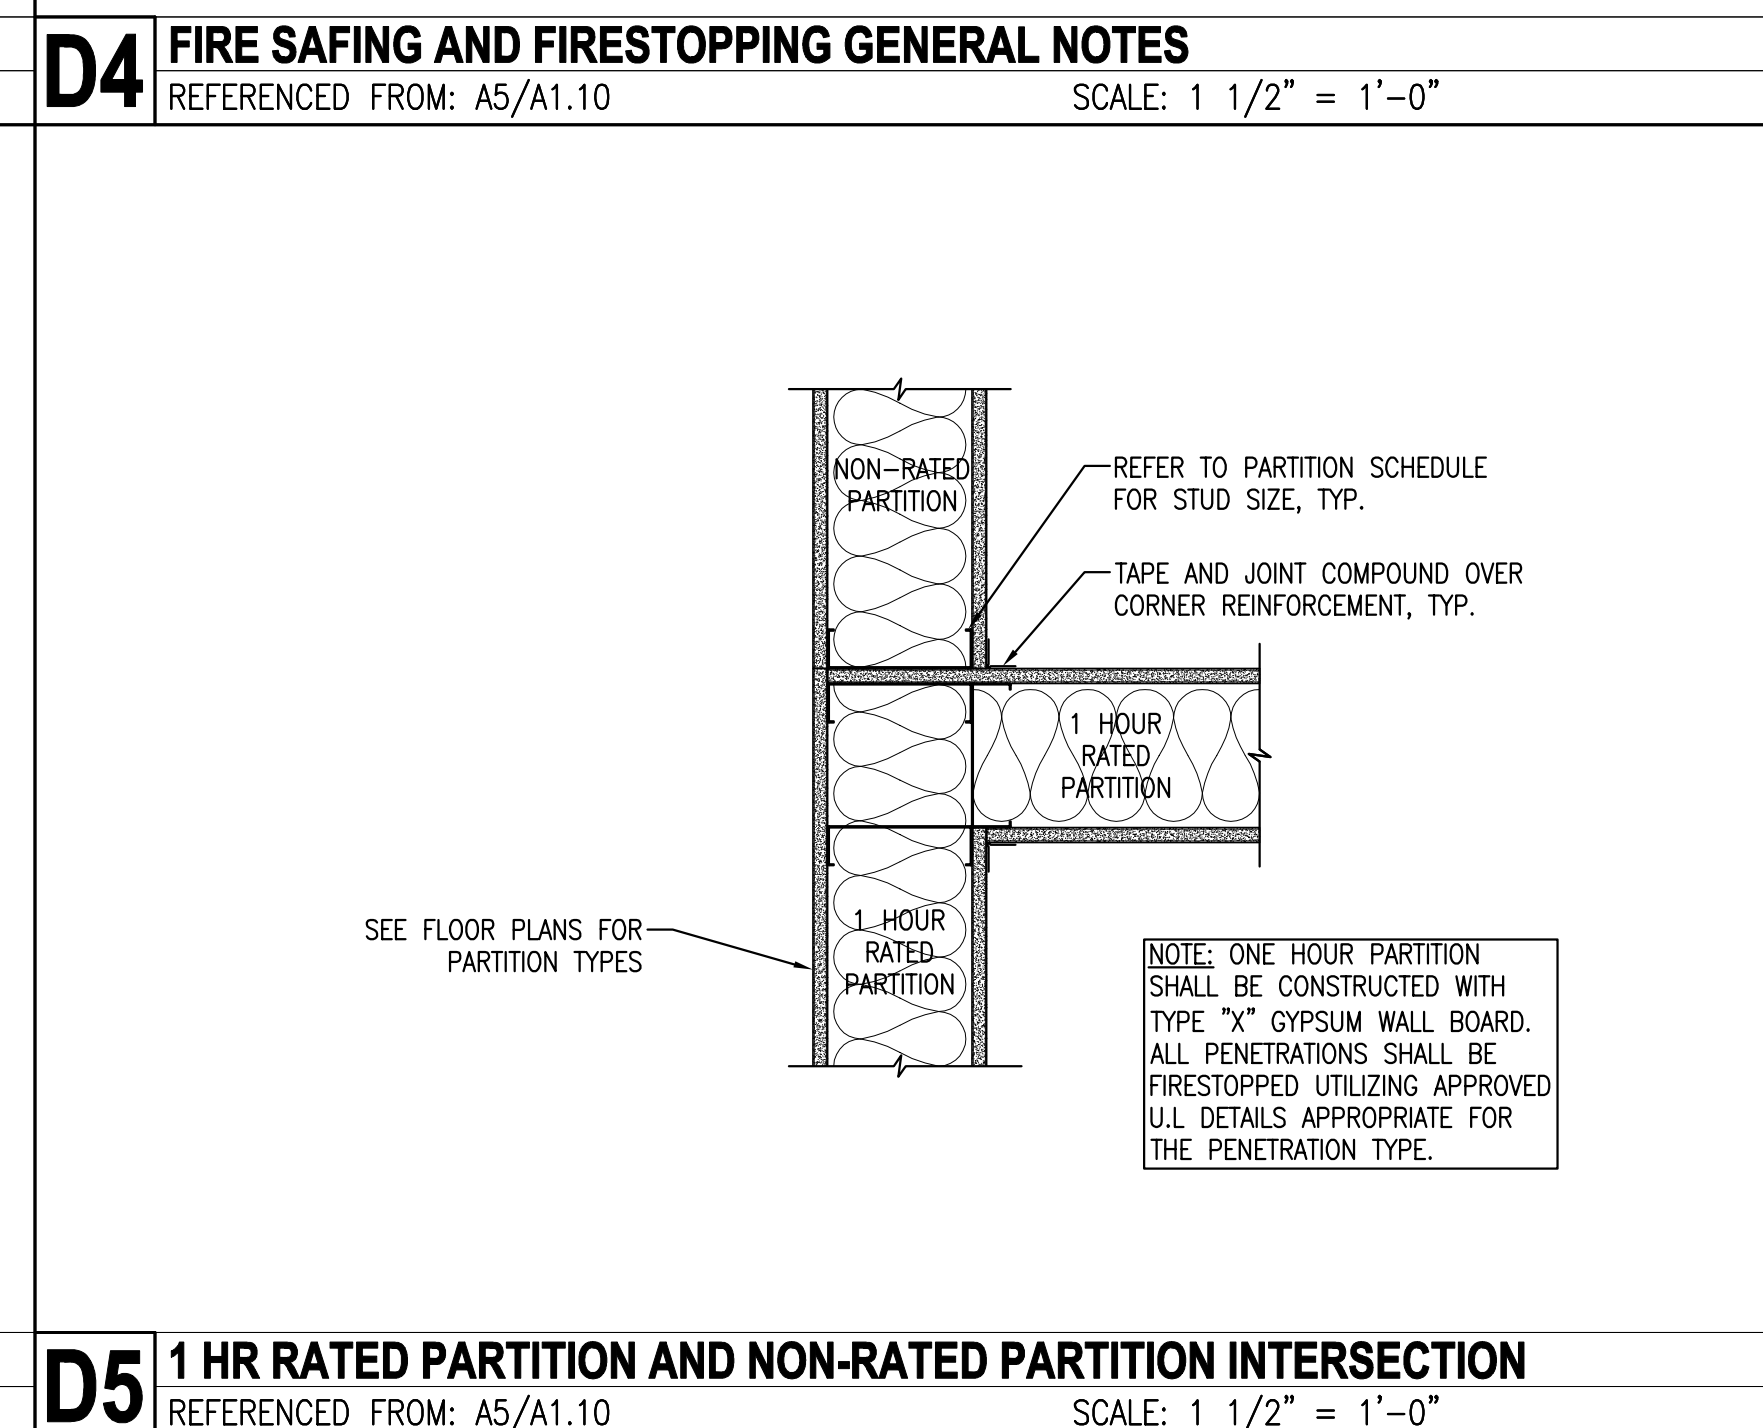 D4
FIRE SAFING AND FIRESTOPPING GENERAL NOTES
REFERENCED FROM: A5/A1.10
SCALE: 1 1/2" = 1'-0"
NON-RATED
PARTITION
REFER TO PARTITION SCHEDULE
FOR STUD SIZE, TYP.
TAPE AND JOINT COMPOUND OVER
CORNER REINFORCEMENT, TYP.
1 HOUR
RATED
PARTITION
SEE FLOOR PLANS FOR
PARTITION TYPES
1 HOUR
RATED
PARTITION
NOTE: ONE HOUR PARTITION
SHALL BE CONSTRUCTED WITH
TYPE "X" GYPSUM WALL BOARD.
ALL PENETRATIONS SHALL BE
FIRESTOPPED UTILIZING APPROVED
U.L DETAILS APPROPRIATE FOR
THE PENETRATION TYPE.
D5
1 HR RATED PARTITION AND NON-RATED PARTITION INTERSECTION
REFERENCED FROM: A5/A1.10
SCALE: 1 1/2" = 1'-0"